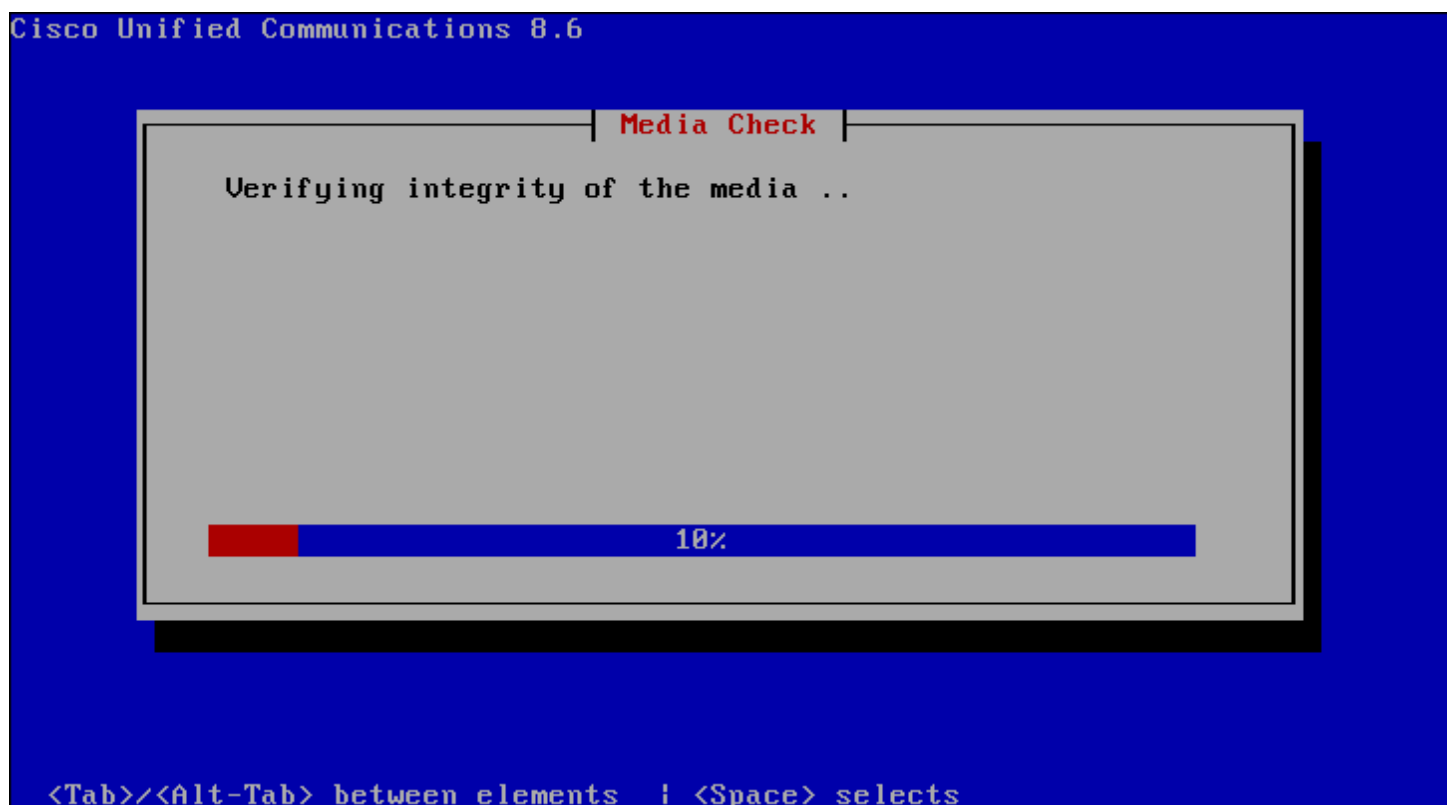 Cisco Unified Communications 8.6
Media Check
Verifying integrity of the media ..
10%
<Tab>/<Alt-Tab> between elements | <Space> selects